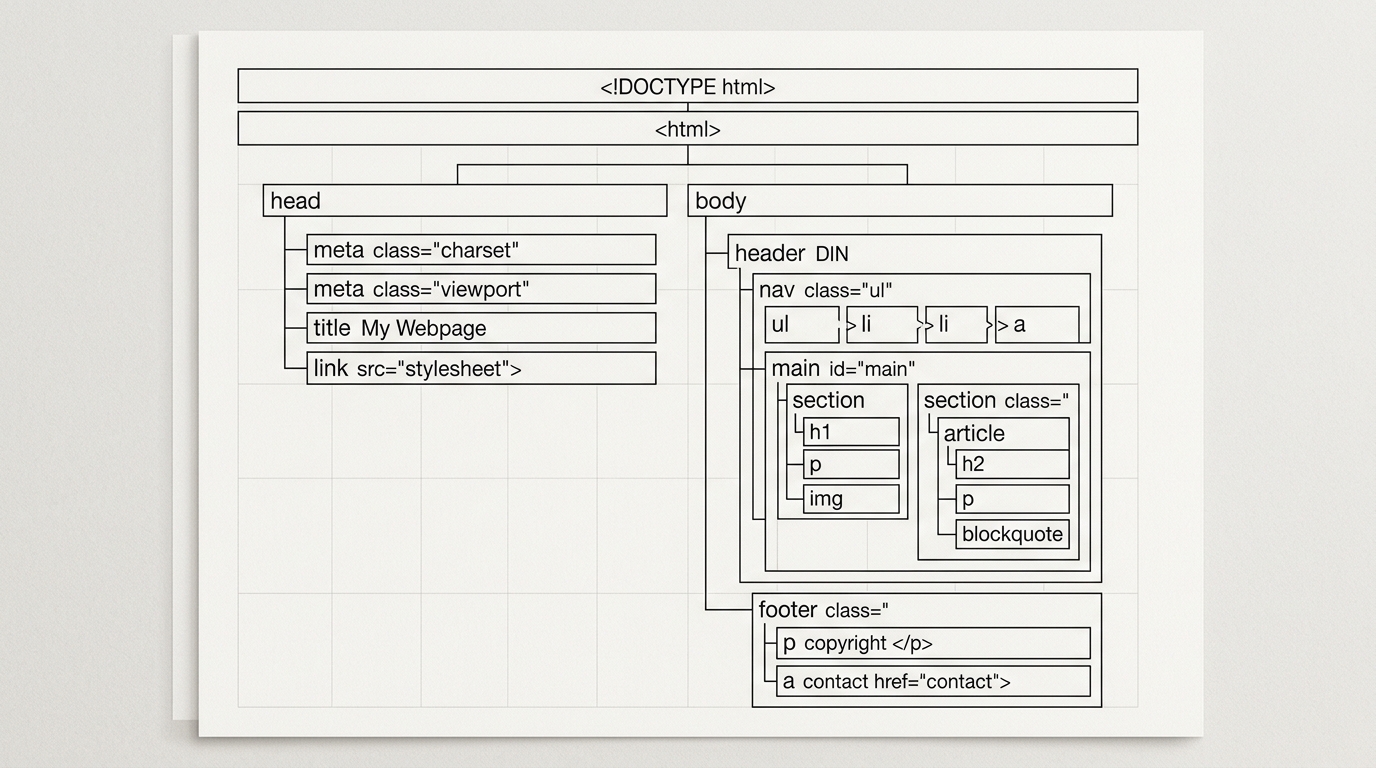 <!DOCTYPE html>
<html>
head
meta class="charset"
meta class="viewport"
title My Webpage
link src="stylesheet">
body
header DIN
nav class="ul"
ul > li > li > > a
main id="main"
section
h1
p
img
section class="
article
h2
p
blockquote
footer class="
p copyright </p>
a contact href="contact">